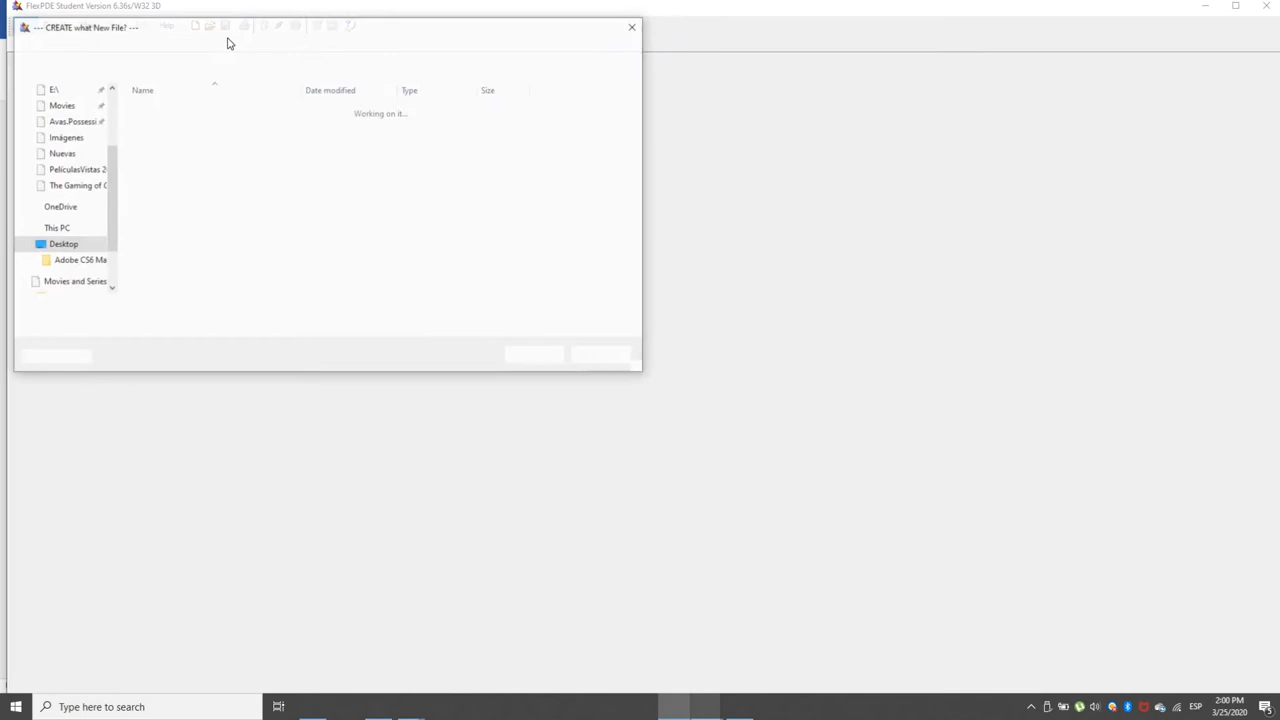 FlexPDE Student Version 6.36s/W32 3D
--- CREATE what New File? ---
Help
Name
Date modified
Type
Size
Working on it...
E:\
Movies
Avas.Possessi
Imágenes
Nuevas
PelículasVistas 2
The Gaming of C
OneDrive
This PC
Desktop
Adobe CS6 Ma
Movies and Series
Type here to search
ESP
2:00 PM
3/25/2020